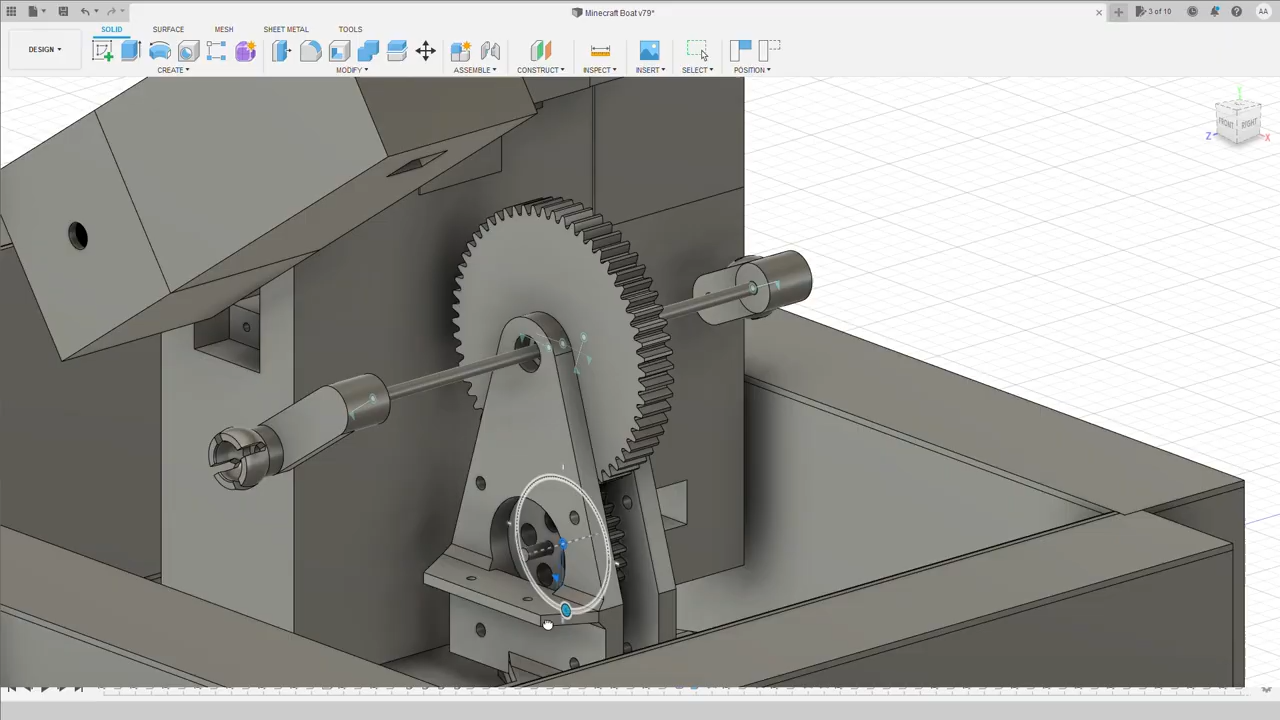 Minecraft Boat v79*
3 of 10
AA
SOLID SURFACE MESH SHEET METAL TOOLS
DESIGN
CREATE MODIFY ASSEMBLE CONSTRUCT INSPECT INSERT SELECT POSITION
Y
FRONT RIGHT
Z X